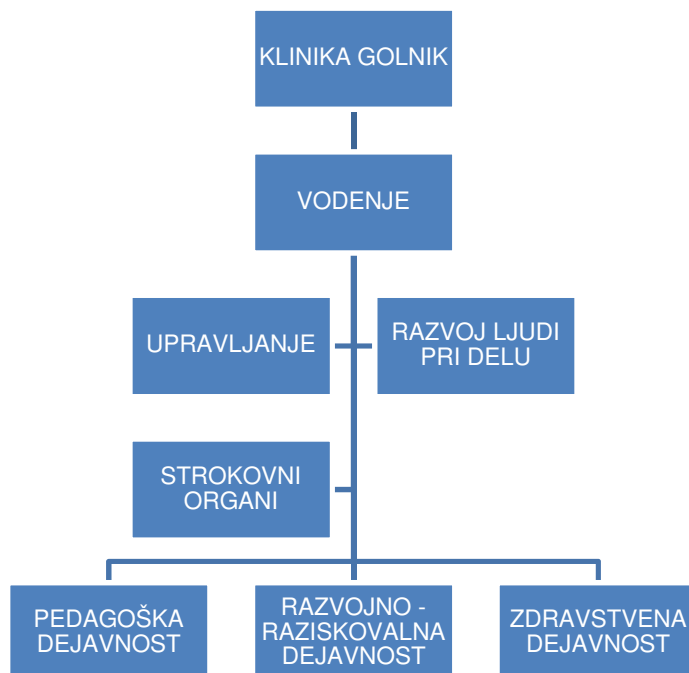 KLINIKA GOLNIK
VODENJE
UPRAVLJANJE
RAZVOJ LJUDI
PRI DELU
STROKOVNI
ORGANI
PEDAGOŠKA
DEJAVNOST
RAZVOJNO -
RAZISKOVALNA
DEJAVNOST
ZDRAVSTVENA
DEJAVNOST